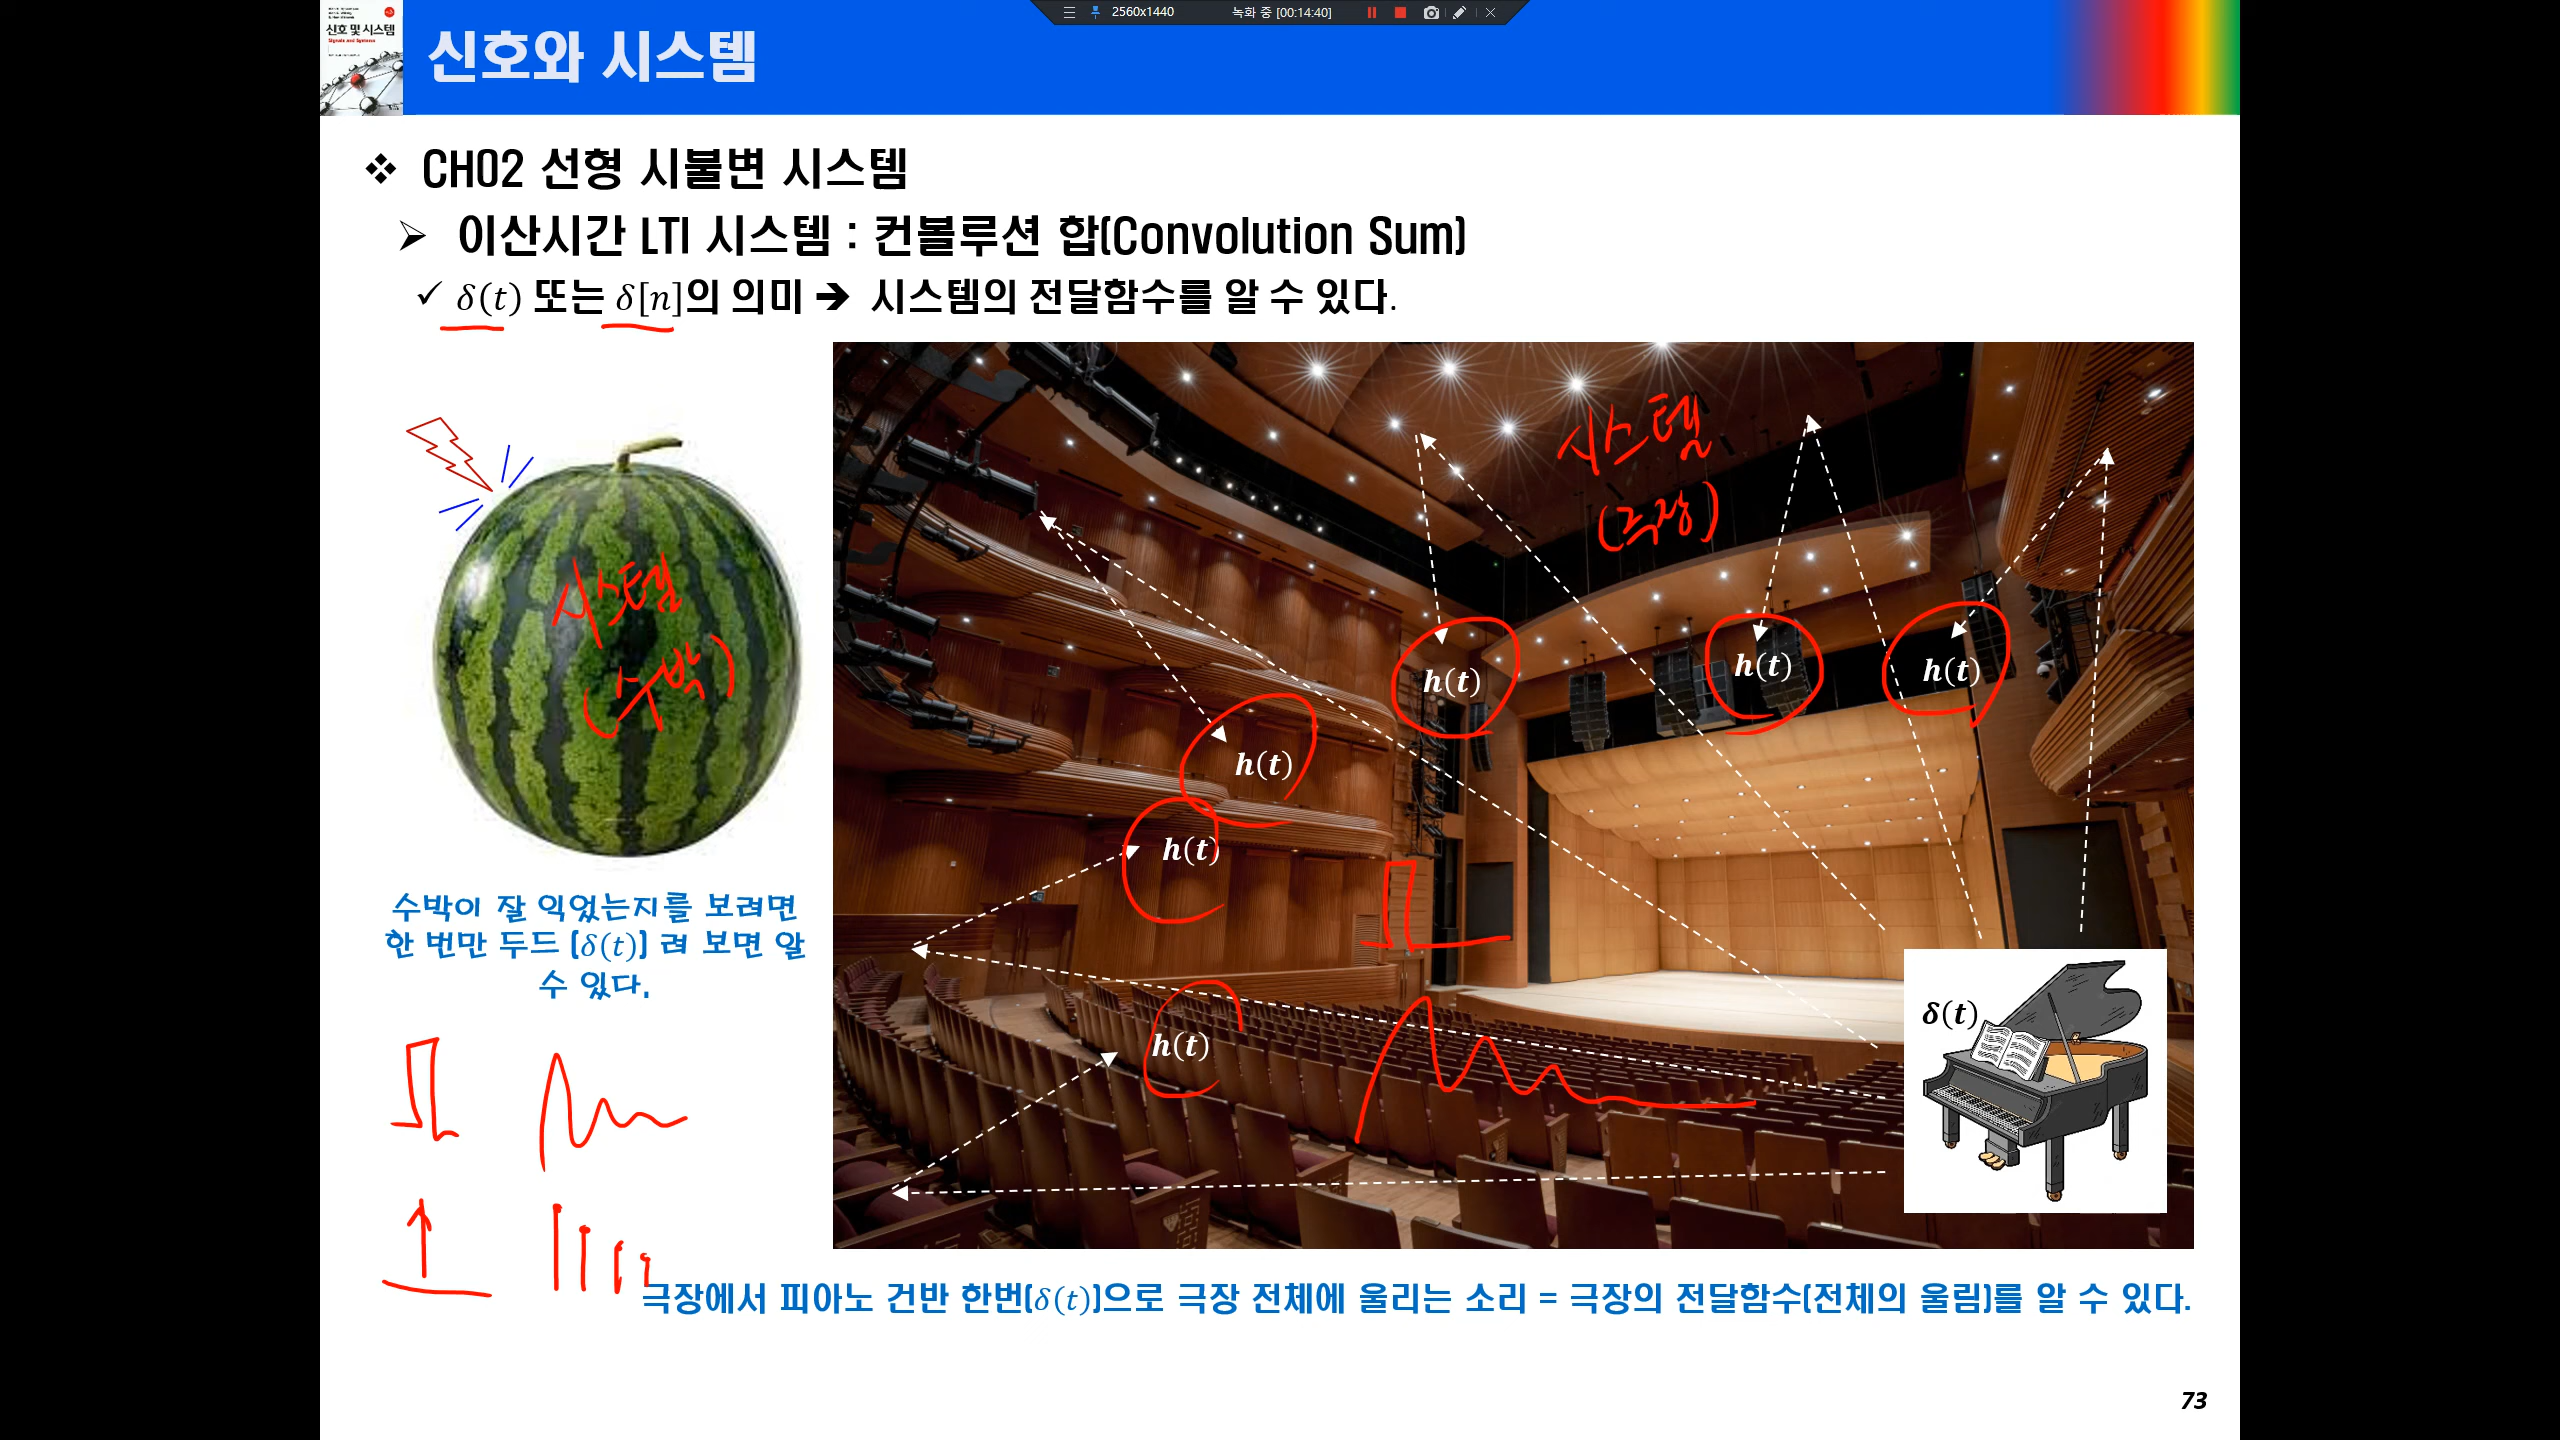 2560x1440
녹화 중 [00:14:40]
신호 및 시스템
Signals and Systems
신호와 시스템
❖ CH02 선형 시불변 시스템
➢ 이산시간 LTI 시스템 : 컨볼루션 합(Convolution Sum)
✓ δ(t) 또는 δ[n]의 의미 ➔ 시스템의 전달함수를 알 수 있다.
시스템
(극장)
시스템
(수박)
h(t)
h(t)
h(t)
h(t)
h(t)
h(t)
δ(t)
수박이 잘 익었는지를 보려면
한 번만 두드 (δ(t)) 려 보면 알
수 있다.
극장에서 피아노 건반 한번(δ(t))으로 극장 전체에 울리는 소리 = 극장의 전달함수(전체의 울림)를 알 수 있다.
73